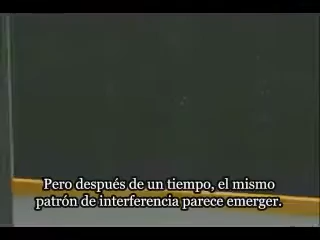 Pero después de un tiempo, el mismo
patrón de interferencia parece emerger.